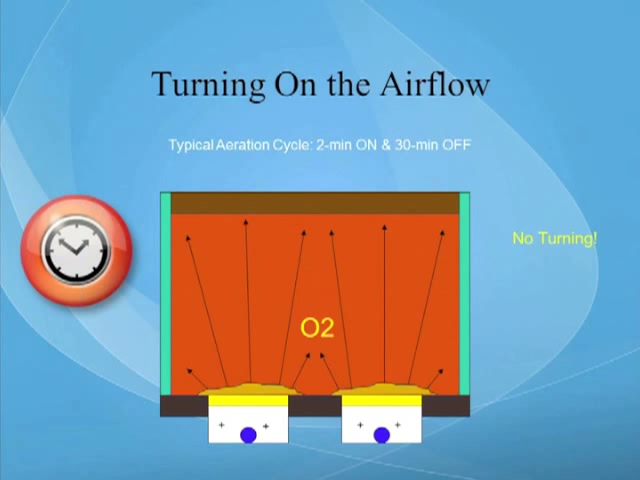 Turning On the Airflow
Typical Aeration Cycle: 2-min ON & 30-min OFF
No Turning!
O2
+ + + +